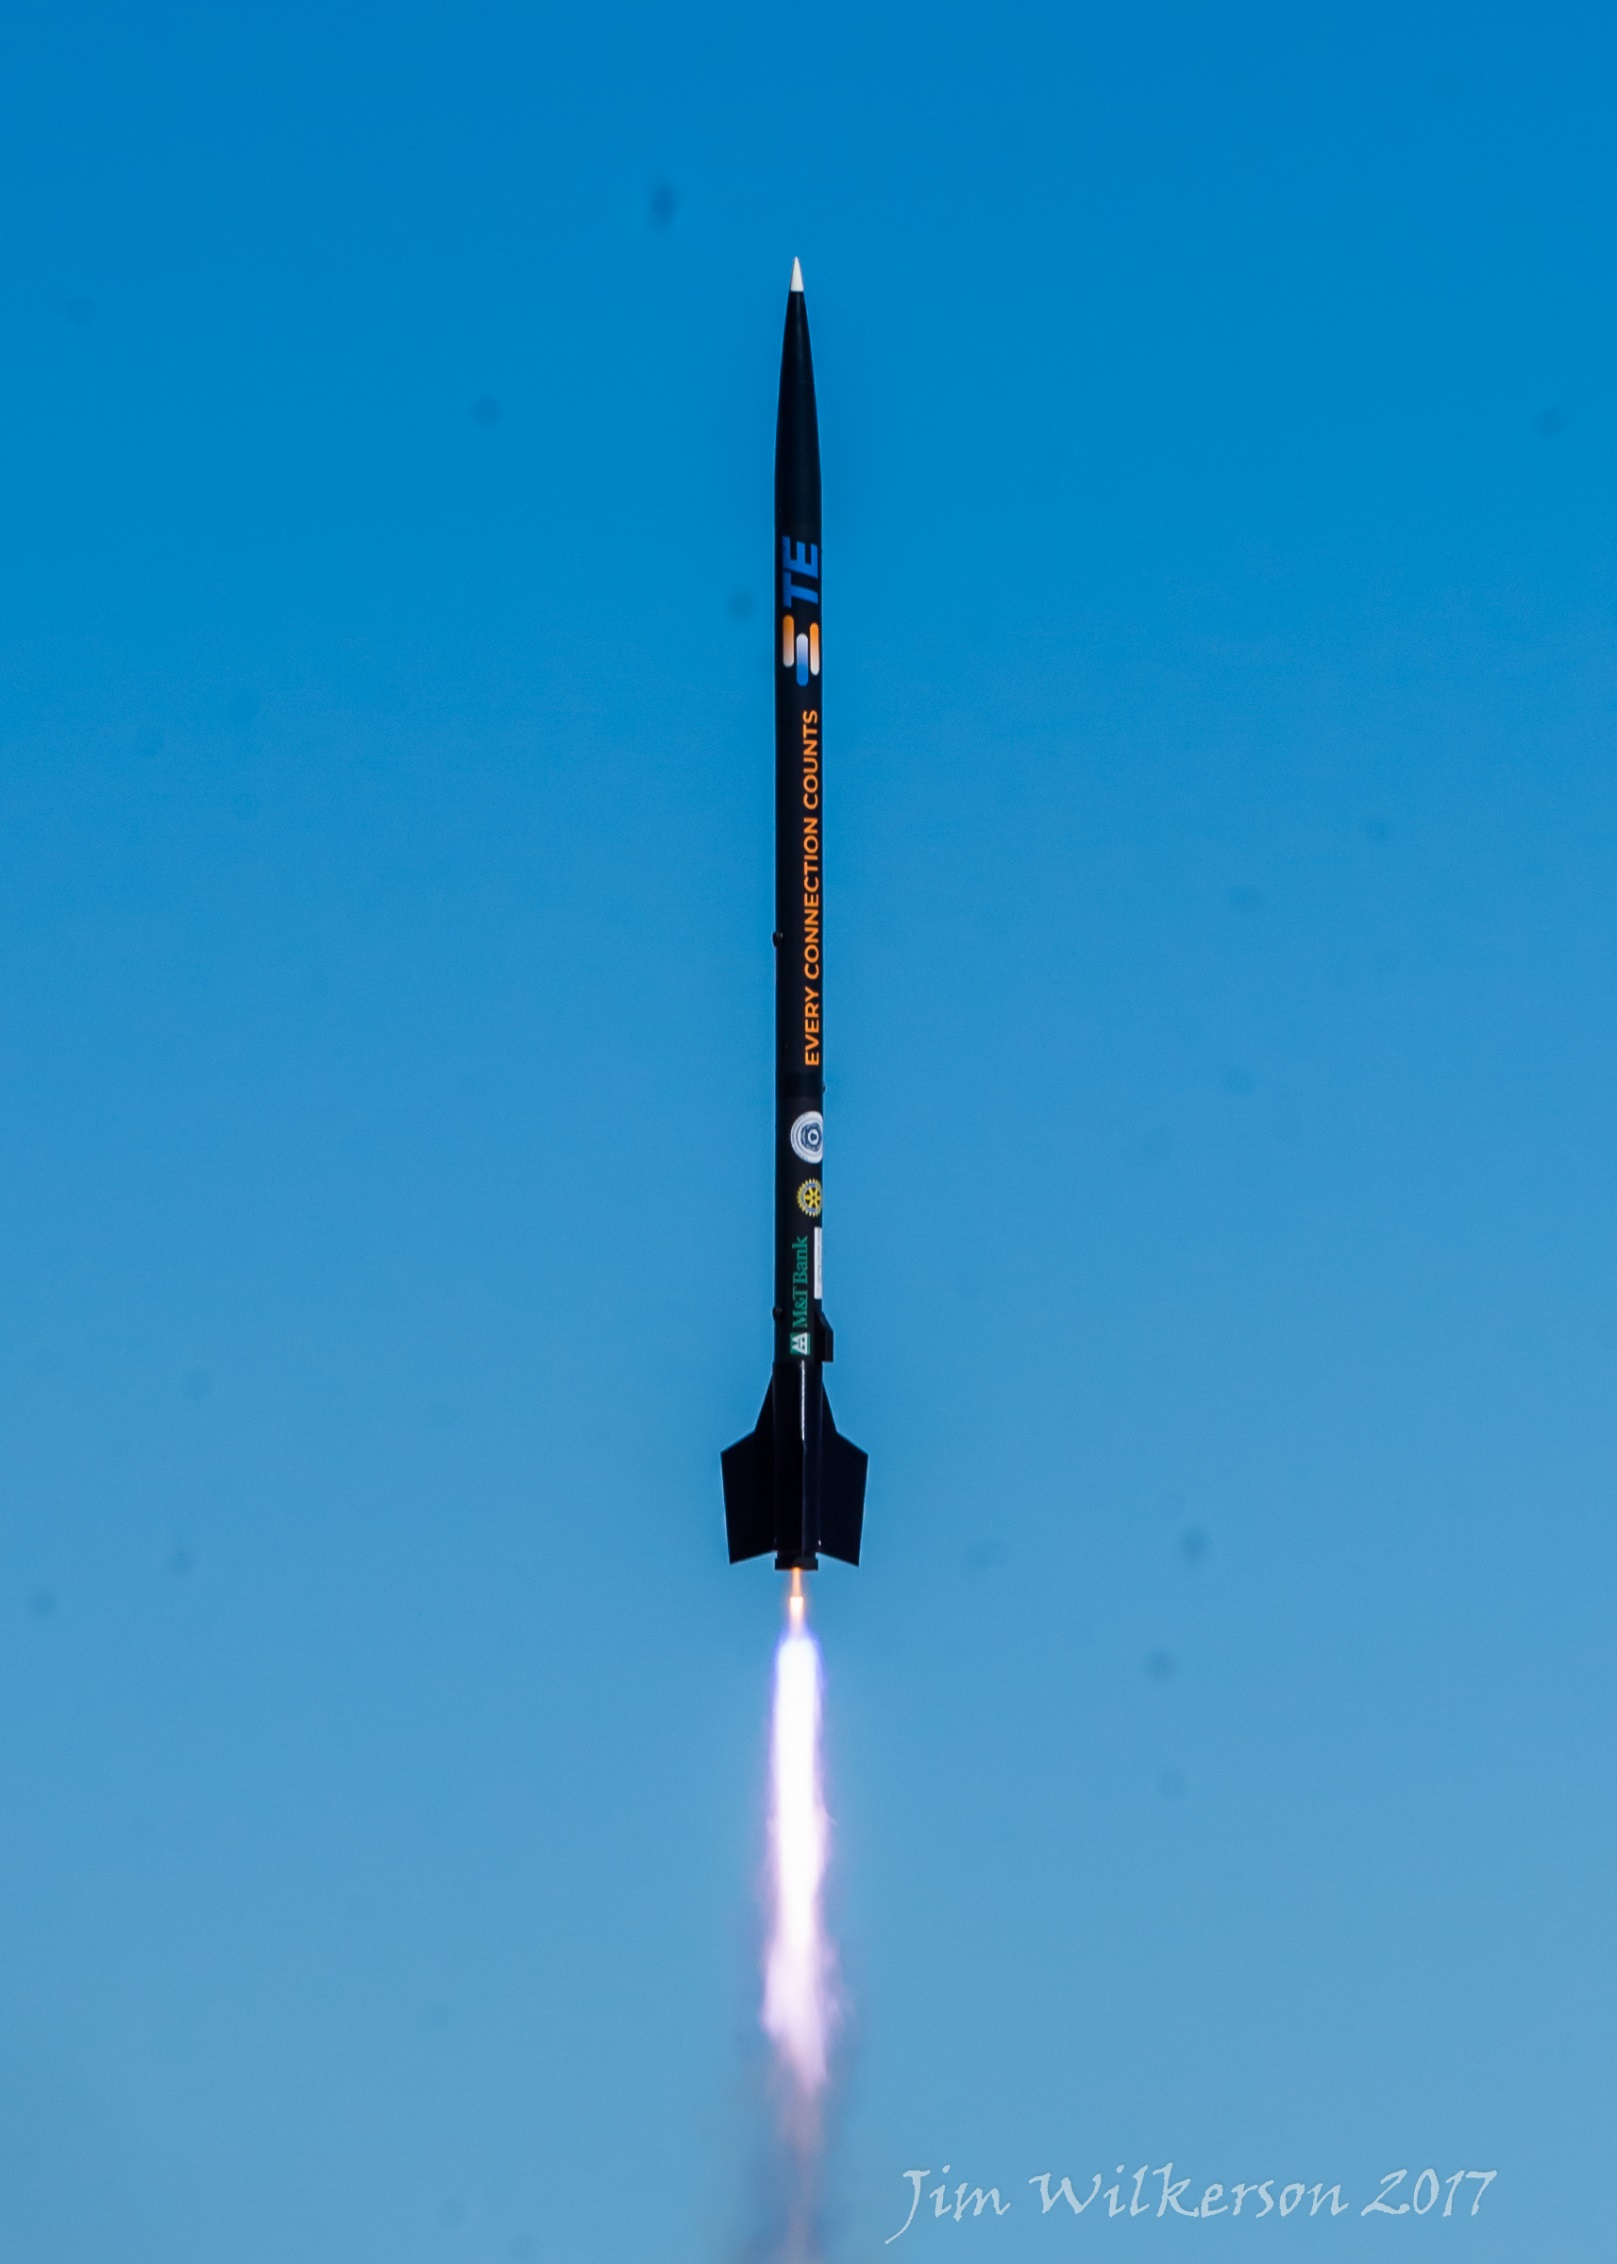 TE
EVERY CONNECTION COUNTS
M&T Bank
Jim Wilkerson 2017